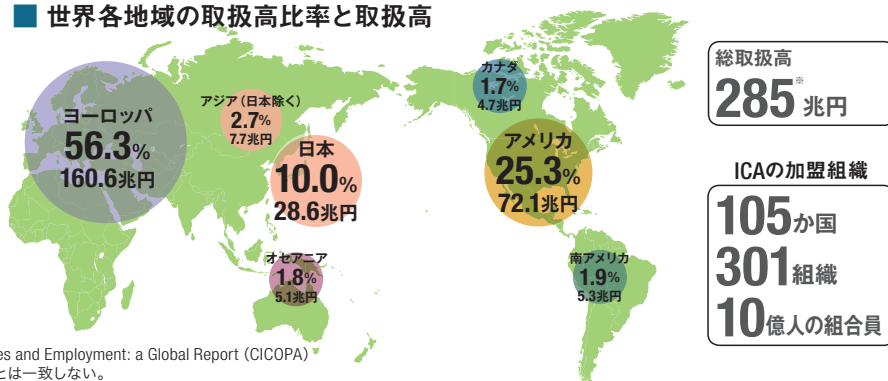 ■ 世界各地域の取扱高比率と取扱高
ヨーロッパ
56.3%
160.6兆円
アジア（日本除く）
2.7%
7.7兆円
日本
10.0%
28.6兆円
オセアニア
1.8%
5.1兆円
カナダ
1.7%
4.7兆円
アメリカ
25.3%
72.1兆円
南アメリカ
1.9%
5.3兆円
総取扱高
285※兆円
ICAの加盟組織
105か国
301組織
10億人の組合員
es and Employment: a Global Report（CICOPA）
とは一致しない。